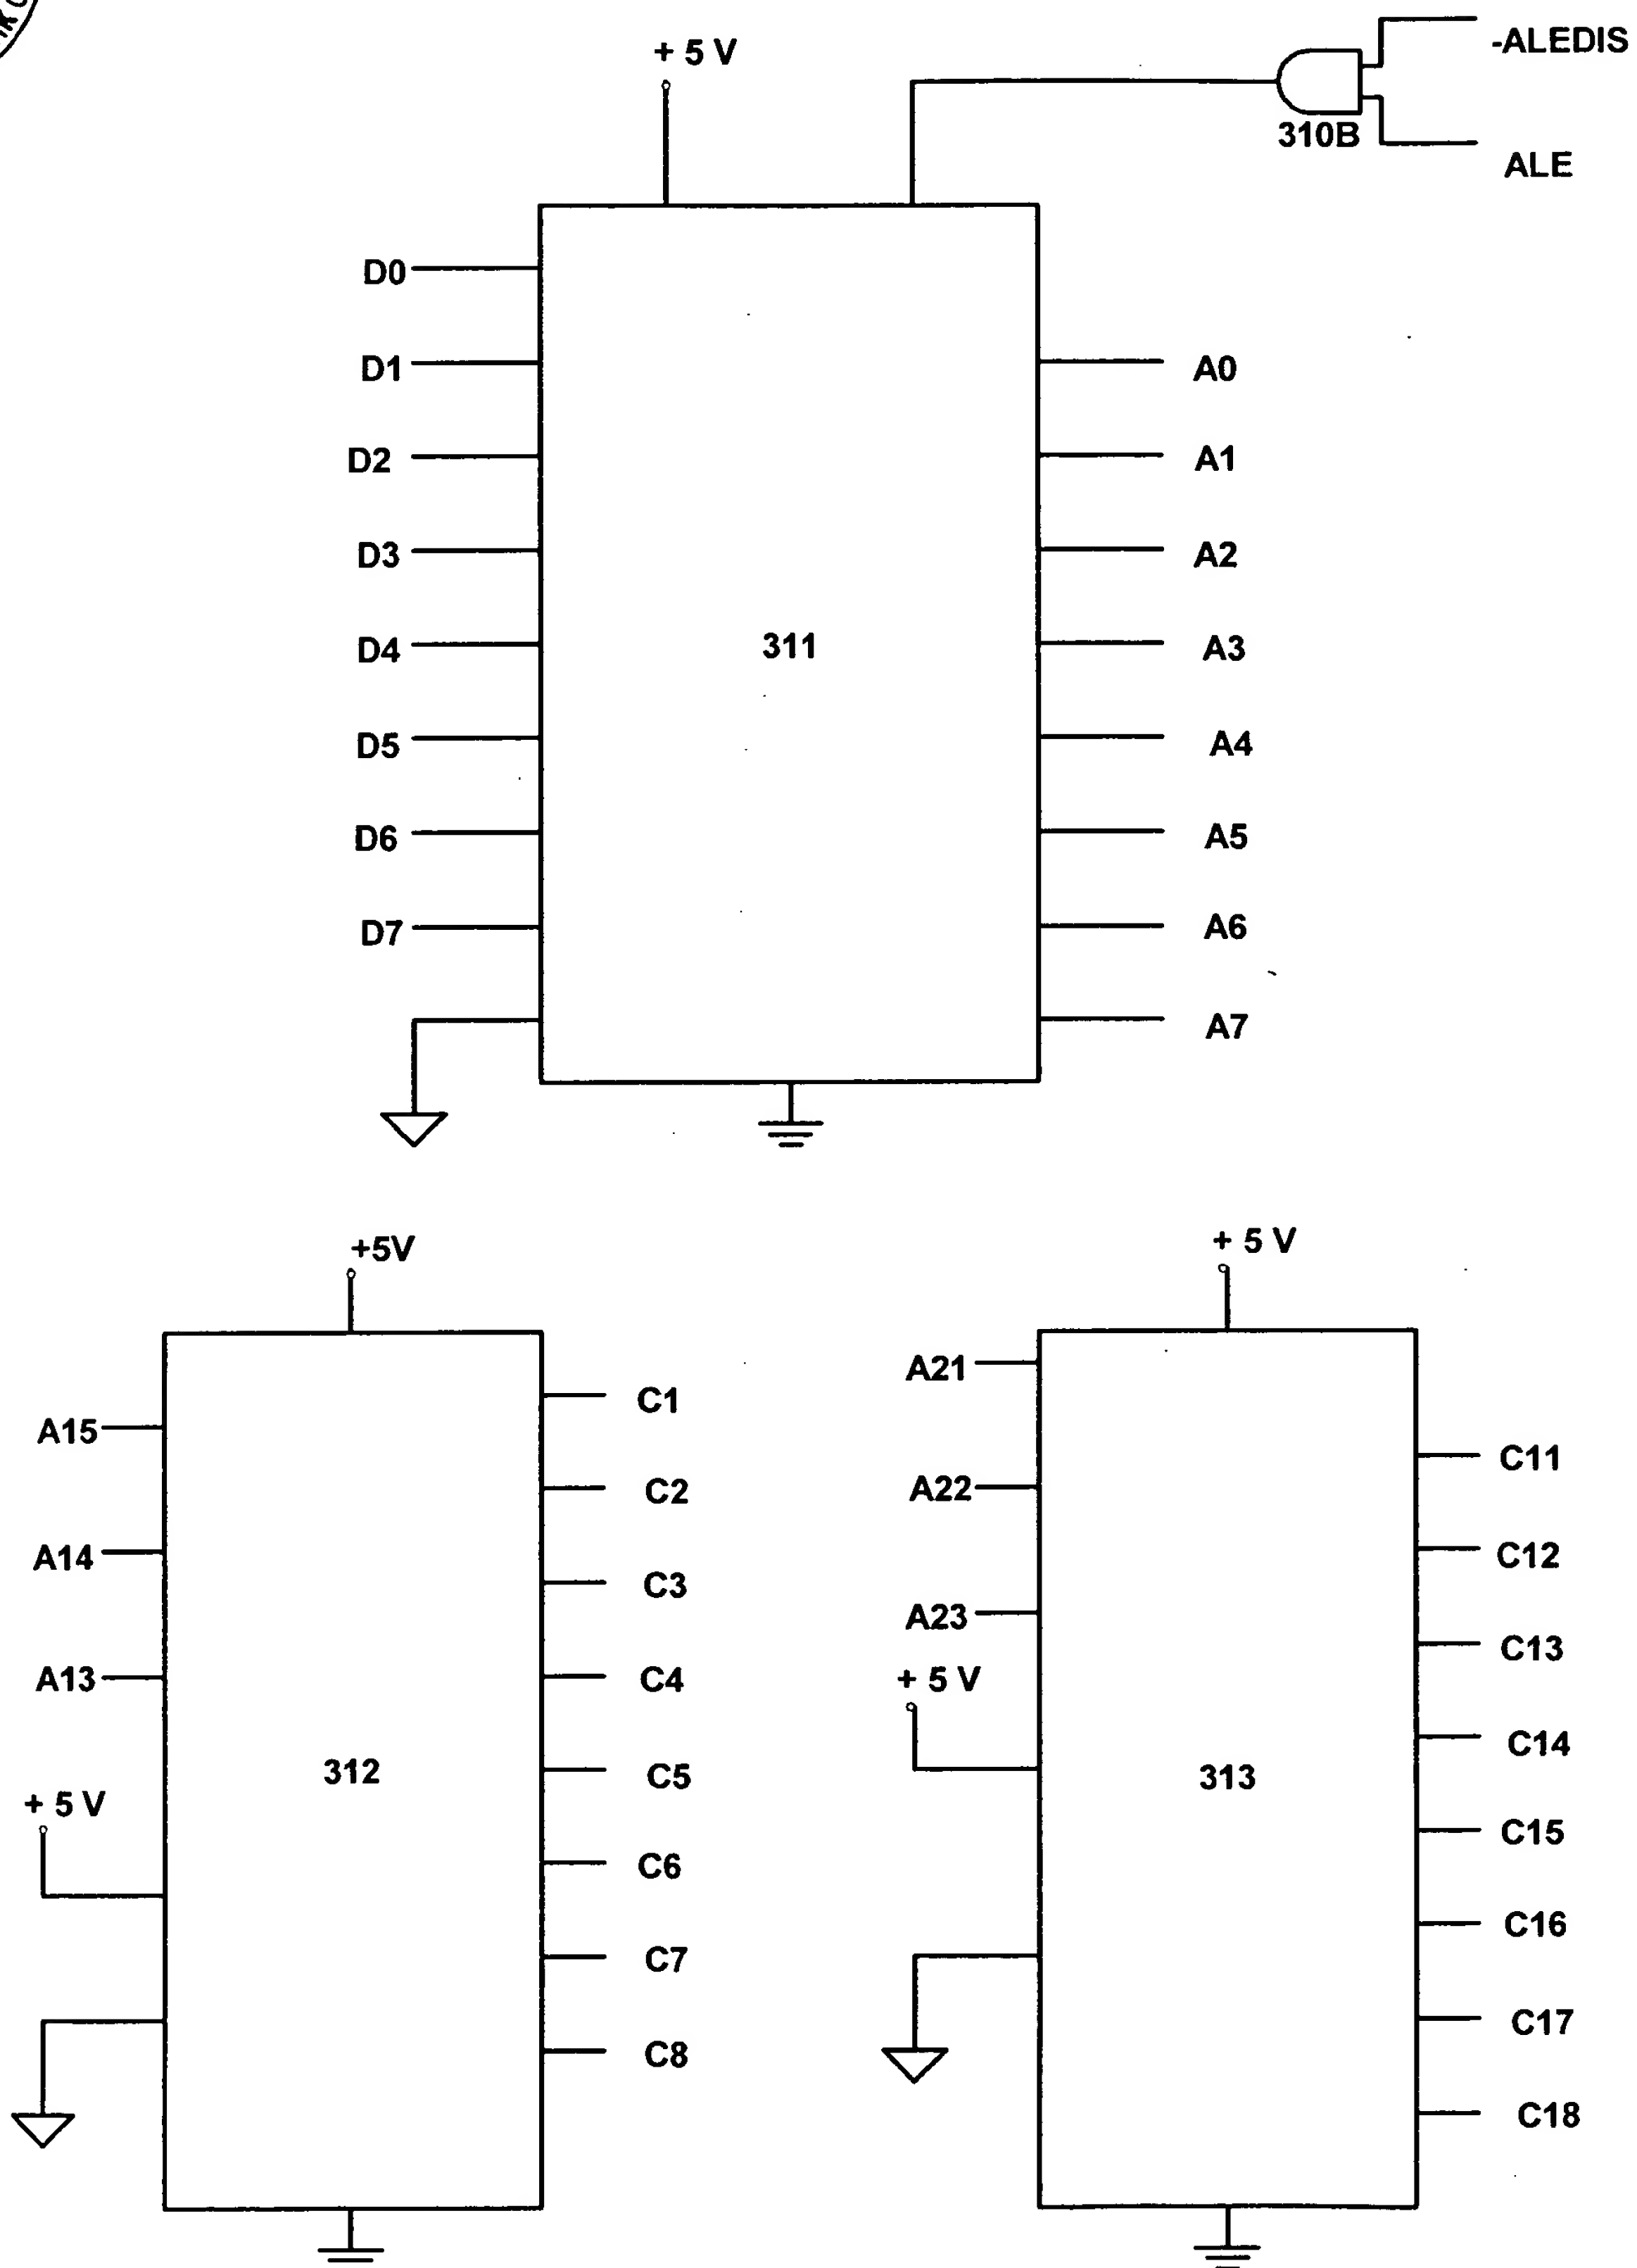 + 5 V
-ALEDIS
310B
ALE
D0
D1
A0
D2
A1
D3
A2
D4
311
A3
D5
A4
D6
A5
D7
A6
A7
+5V
+ 5 V
A15
C1
A14
C2
A13
C3
C4
+ 5 V
312
C5
C6
C7
C8
A21
C11
A22
C12
A23
C13
+ 5 V
313
C14
C15
C16
C17
C18